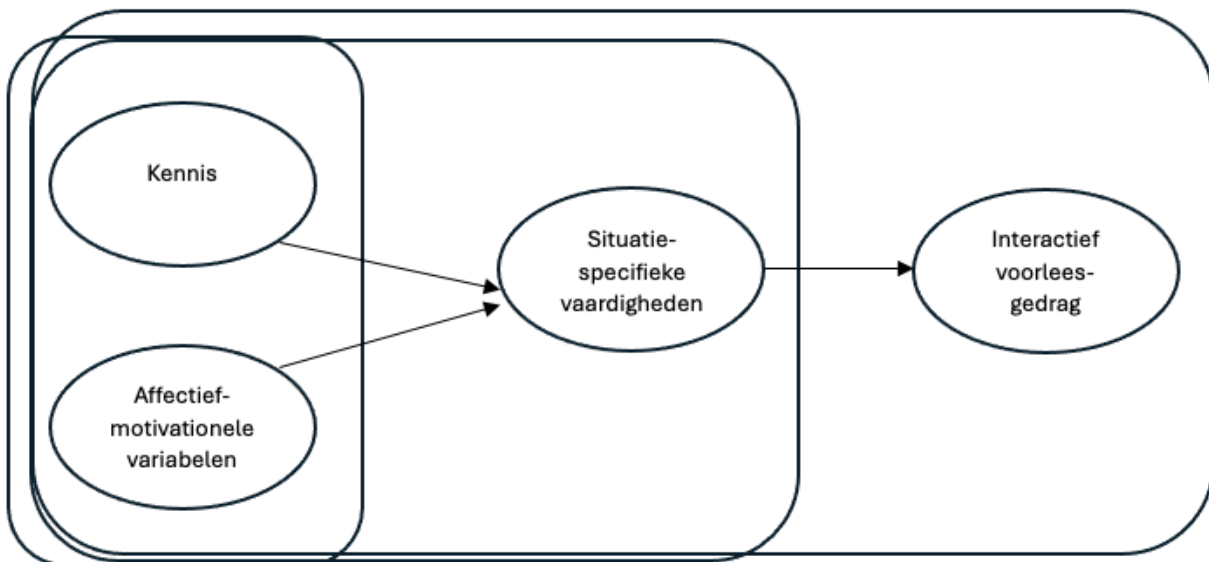 Kennis
Affectief-
motivationele
variabelen
Situatie-
specifieke
vaardigheden
Interactief
voorlees-
gedrag